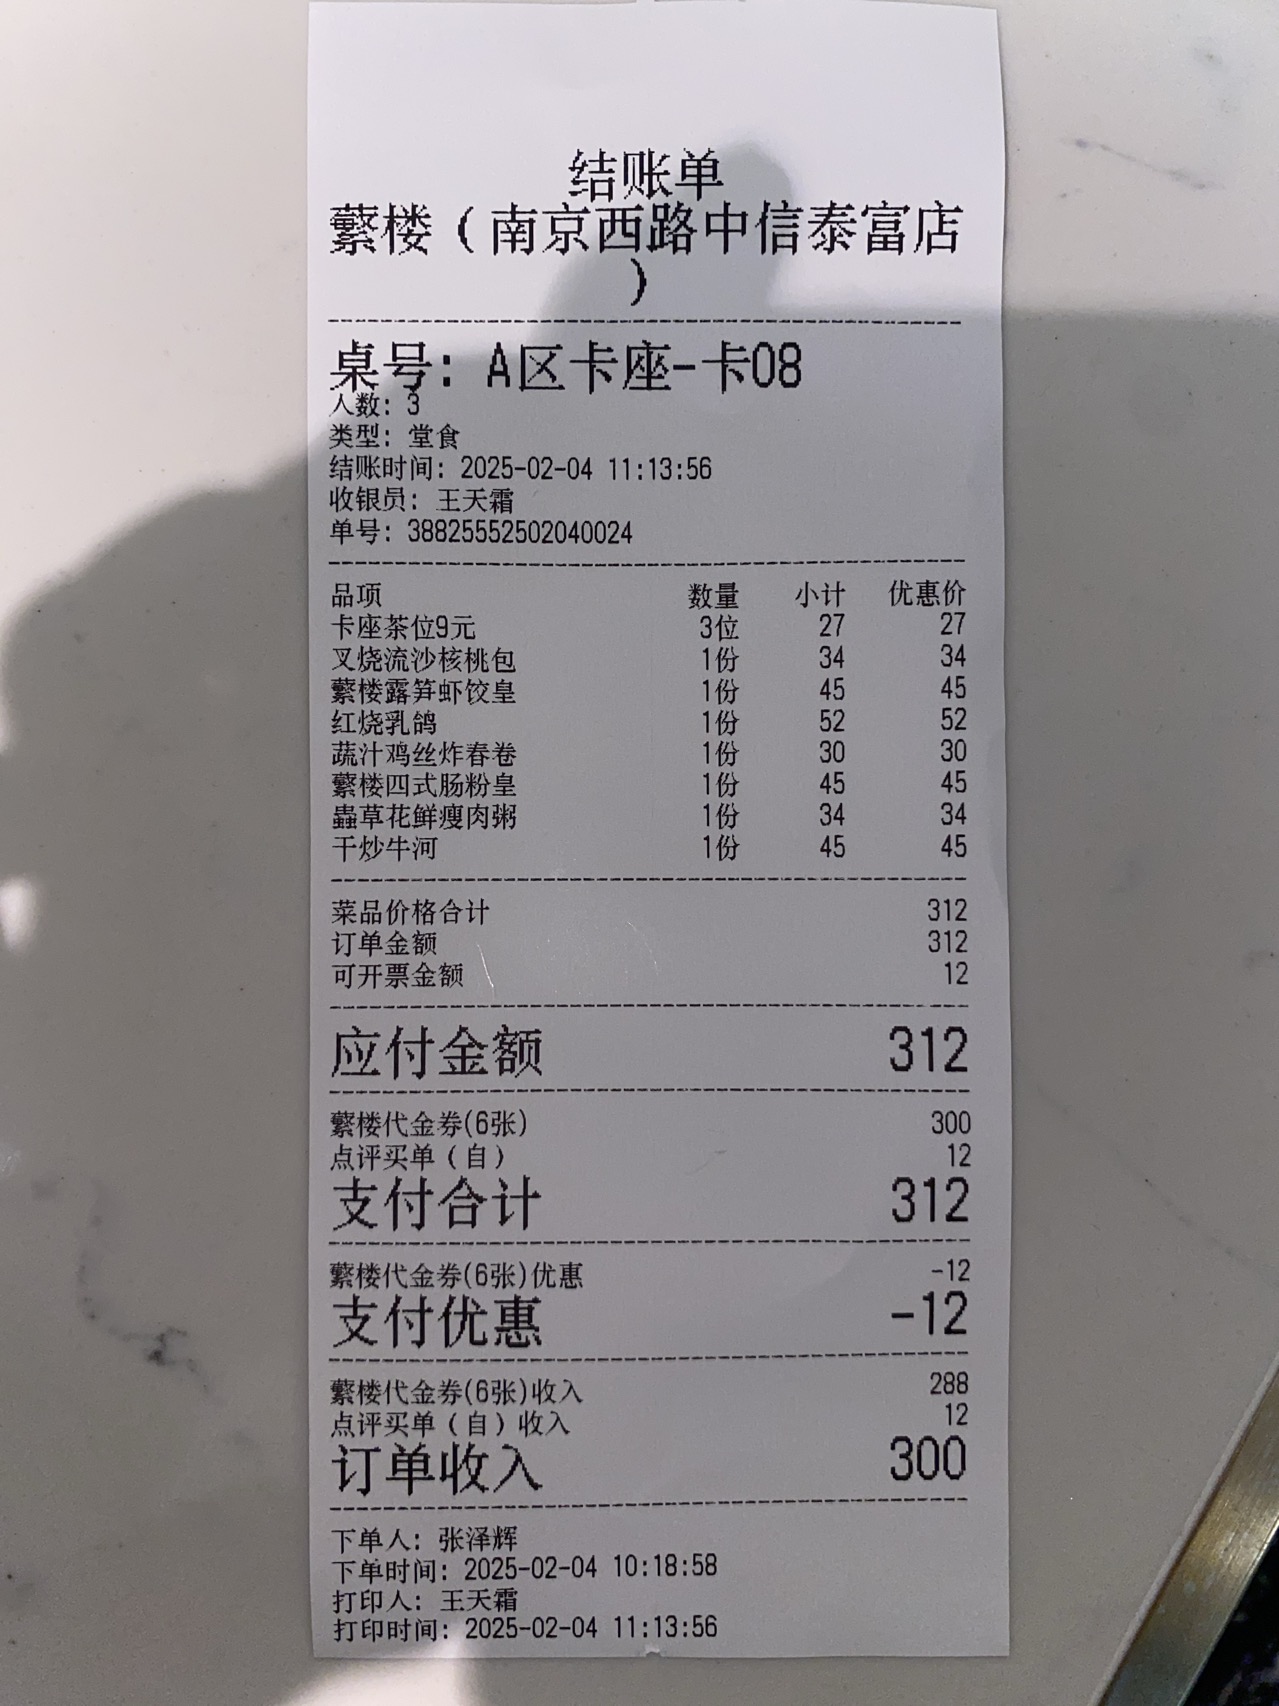 结账单
蘩楼（南京西路中信泰富店
）
桌号：A区卡座-卡08
人数：3
类型：堂食
结账时间：2025-02-04 11:13:56
收银员：王天霜
单号：38825552502040024
品项 数量 小计 优惠价
卡座茶位9元 3位 27 27
叉烧流沙核桃包 1份 34 34
蘩楼露笋虾饺皇 1份 45 45
红烧乳鸽 1份 52 52
蔬汁鸡丝炸春卷 1份 30 30
蘩楼四式肠粉皇 1份 45 45
蟲草花鲜瘦肉粥 1份 34 34
干炒牛河 1份 45 45
菜品价格合计 312
订单金额 312
可开票金额 12
应付金额 312
蘩楼代金券(6张) 300
点评买单（自） 12
支付合计 312
蘩楼代金券(6张)优惠 -12
支付优惠 -12
蘩楼代金券(6张)收入 288
点评买单（自）收入 12
订单收入 300
下单人：张泽辉
下单时间：2025-02-04 10:18:58
打印人：王天霜
打印时间：2025-02-04 11:13:56